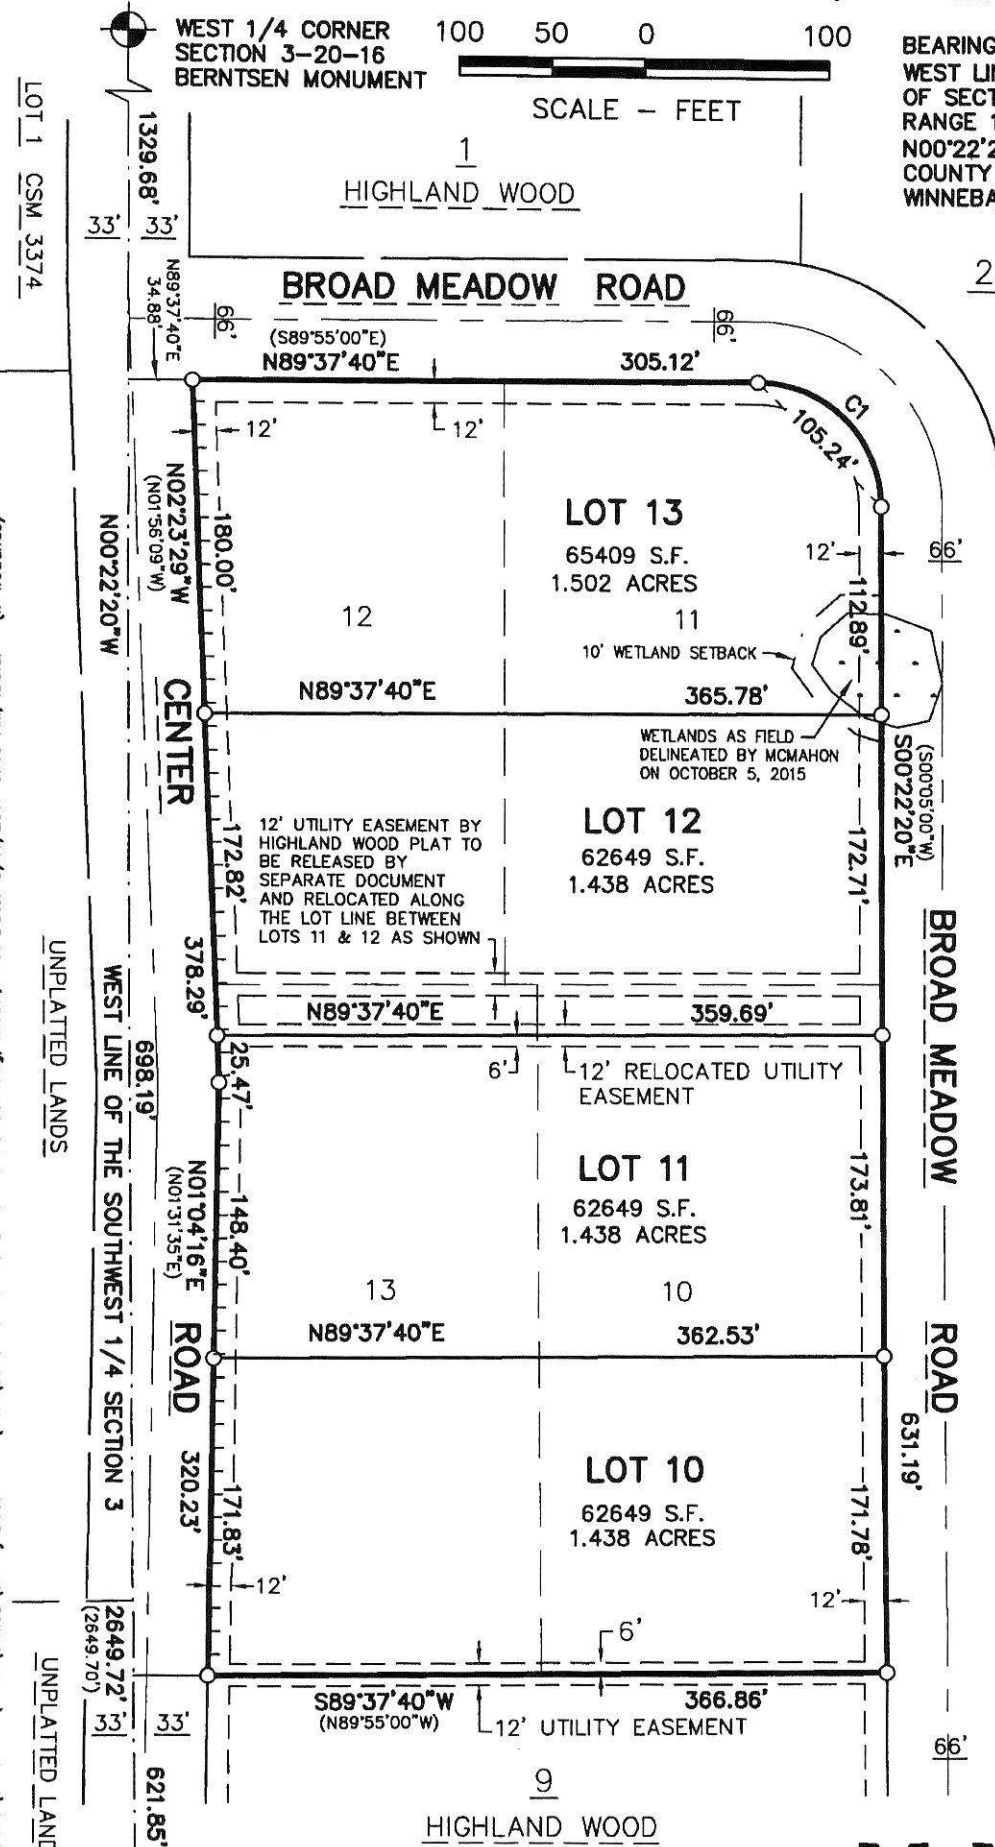 WEST 1/4 CORNER
SECTION 3-20-16
BERNTSEN MONUMENT
100 50 0 100
SCALE - FEET
BEARING
WEST LI
OF SECT
RANGE 1
N00°22'2
COUNTY
WINNEBA
LOT 1 CSM 3374
1329.68'
33' 33'
1
HIGHLAND WOOD
2
BROAD MEADOW ROAD
N89°37'40"E
34.88'
66'
66'
(S89°55'00"E)
N89°37'40"E 305.12'
C1
105.24'
12'
12'
N02°23'29"W
(N01°56'09"W)
180.00'
N00°22'20"W
LOT 13
65409 S.F.
1.502 ACRES
12'
66'
112.89'
12
11
10' WETLAND SETBACK
N89°37'40"E 365.78'
WETLANDS AS FIELD
DELINEATED BY MCMAHON
ON OCTOBER 5, 2015
S00°22'20"E
(S00°05'00"W)
CENTER
LOT 12
62649 S.F.
1.438 ACRES
172.82'
172.71'
12' UTILITY EASEMENT BY
HIGHLAND WOOD PLAT TO
BE RELEASED BY
SEPARATE DOCUMENT
AND RELOCATED ALONG
THE LOT LINE BETWEEN
LOTS 11 & 12 AS SHOWN
378.29'
UNPLATTED LANDS
WEST LINE OF THE SOUTHWEST 1/4 SECTION 3
698.19'
N89°37'40"E 359.69'
25.47'
6'
12' RELOCATED UTILITY
EASEMENT
BROAD MEADOW
LOT 11
62649 S.F.
1.438 ACRES
173.81'
N01°04'16"E
(N01°31'35"E)
148.40'
13
10
N89°37'40"E 362.53'
ROAD
ROAD
320.23'
171.83'
LOT 10
62649 S.F.
1.438 ACRES
171.78'
631.19'
12'
12'
6'
2649.72'
(2649.70')
S89°37'40"W 366.86'
(N89°55'00"W)
12' UTILITY EASEMENT
33' 33'
UNPLATTED LAND
621.85'
66'
9
HIGHLAND WOOD